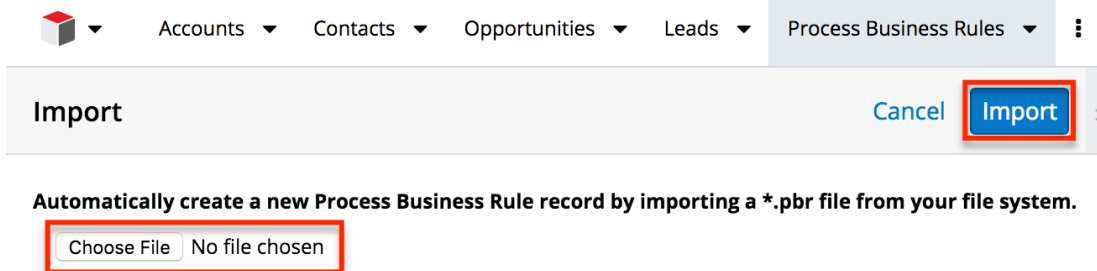 Accounts Contacts Opportunities Leads Process Business Rules
Import Cancel Import
Automatically create a new Process Business Rule record by importing a *.pbr file from your file system.
Choose File No file chosen